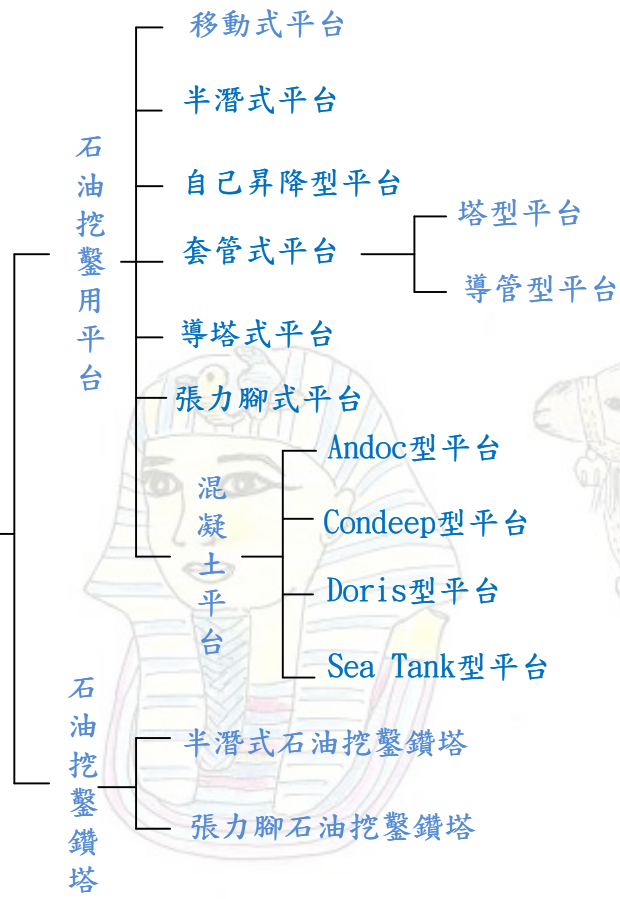 石油挖鑿用平台
移動式平台
半潛式平台
自己昇降型平台
套管式平台
塔型平台
導管型平台
導塔式平台
張力腳式平台
混凝土平台
Andoc型平台
Condeep型平台
Doris型平台
Sea Tank型平台
石油挖鑿鑽塔
半潛式石油挖鑿鑽塔
張力腳石油挖鑿鑽塔